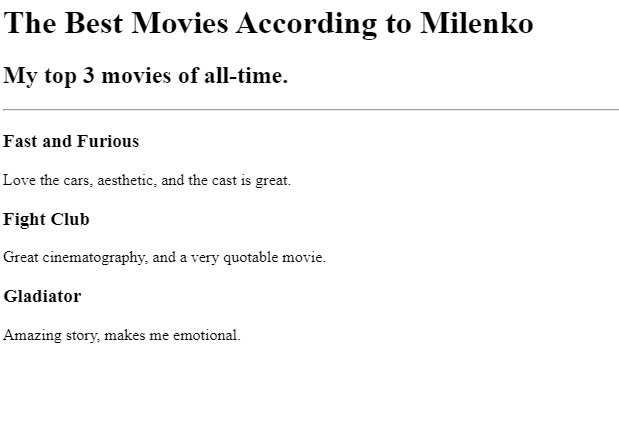 The Best Movies According to Milenko
My top 3 movies of all-time.
Fast and Furious
Love the cars, aesthetic, and the cast is great.
Fight Club
Great cinematography, and a very quotable movie.
Gladiator
Amazing story, makes me emotional.